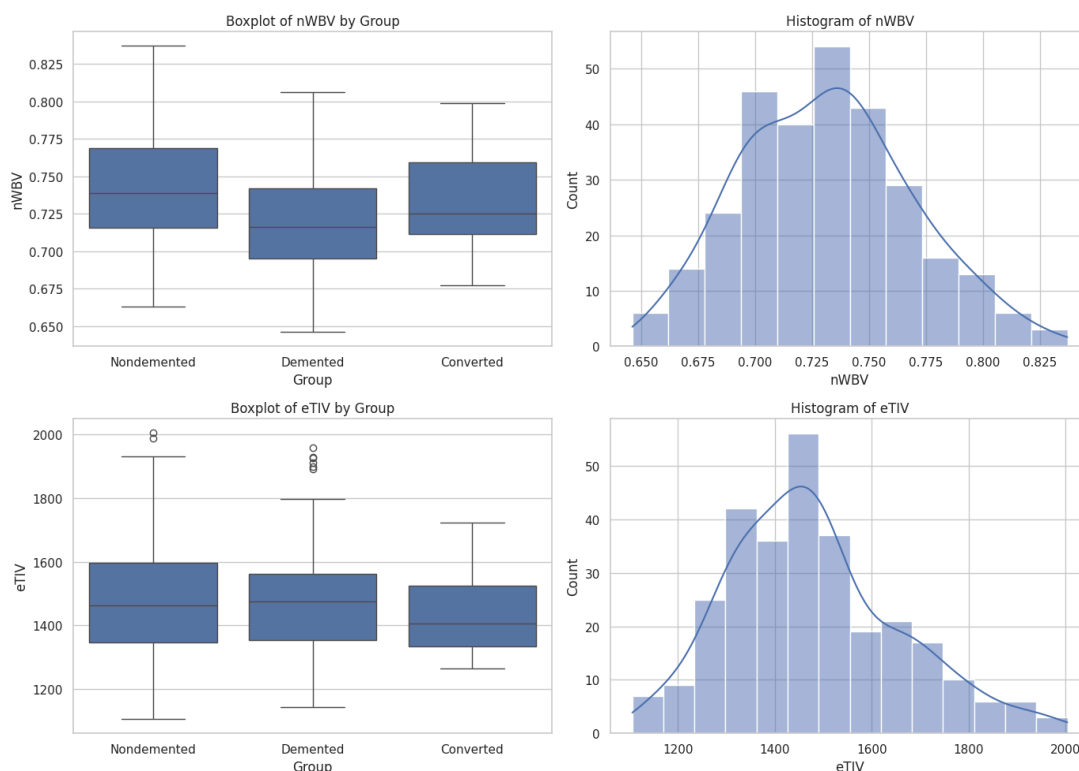 Boxplot of nWBV by Group
0.825
0.800
0.775
0.750
0.725
0.700
0.675
0.650
nWBV
Nondemented Demented Converted
Group
Histogram of nWBV
50
40
30
20
10
0
Count
0.650 0.675 0.700 0.725 0.750 0.775 0.800 0.825
nWBV
Boxplot of eTIV by Group
2000
1800
1600
1400
1200
eTIV
Nondemented Demented Converted
Group
Histogram of eTIV
50
40
30
20
10
0
Count
1200 1400 1600 1800 2000
eTIV